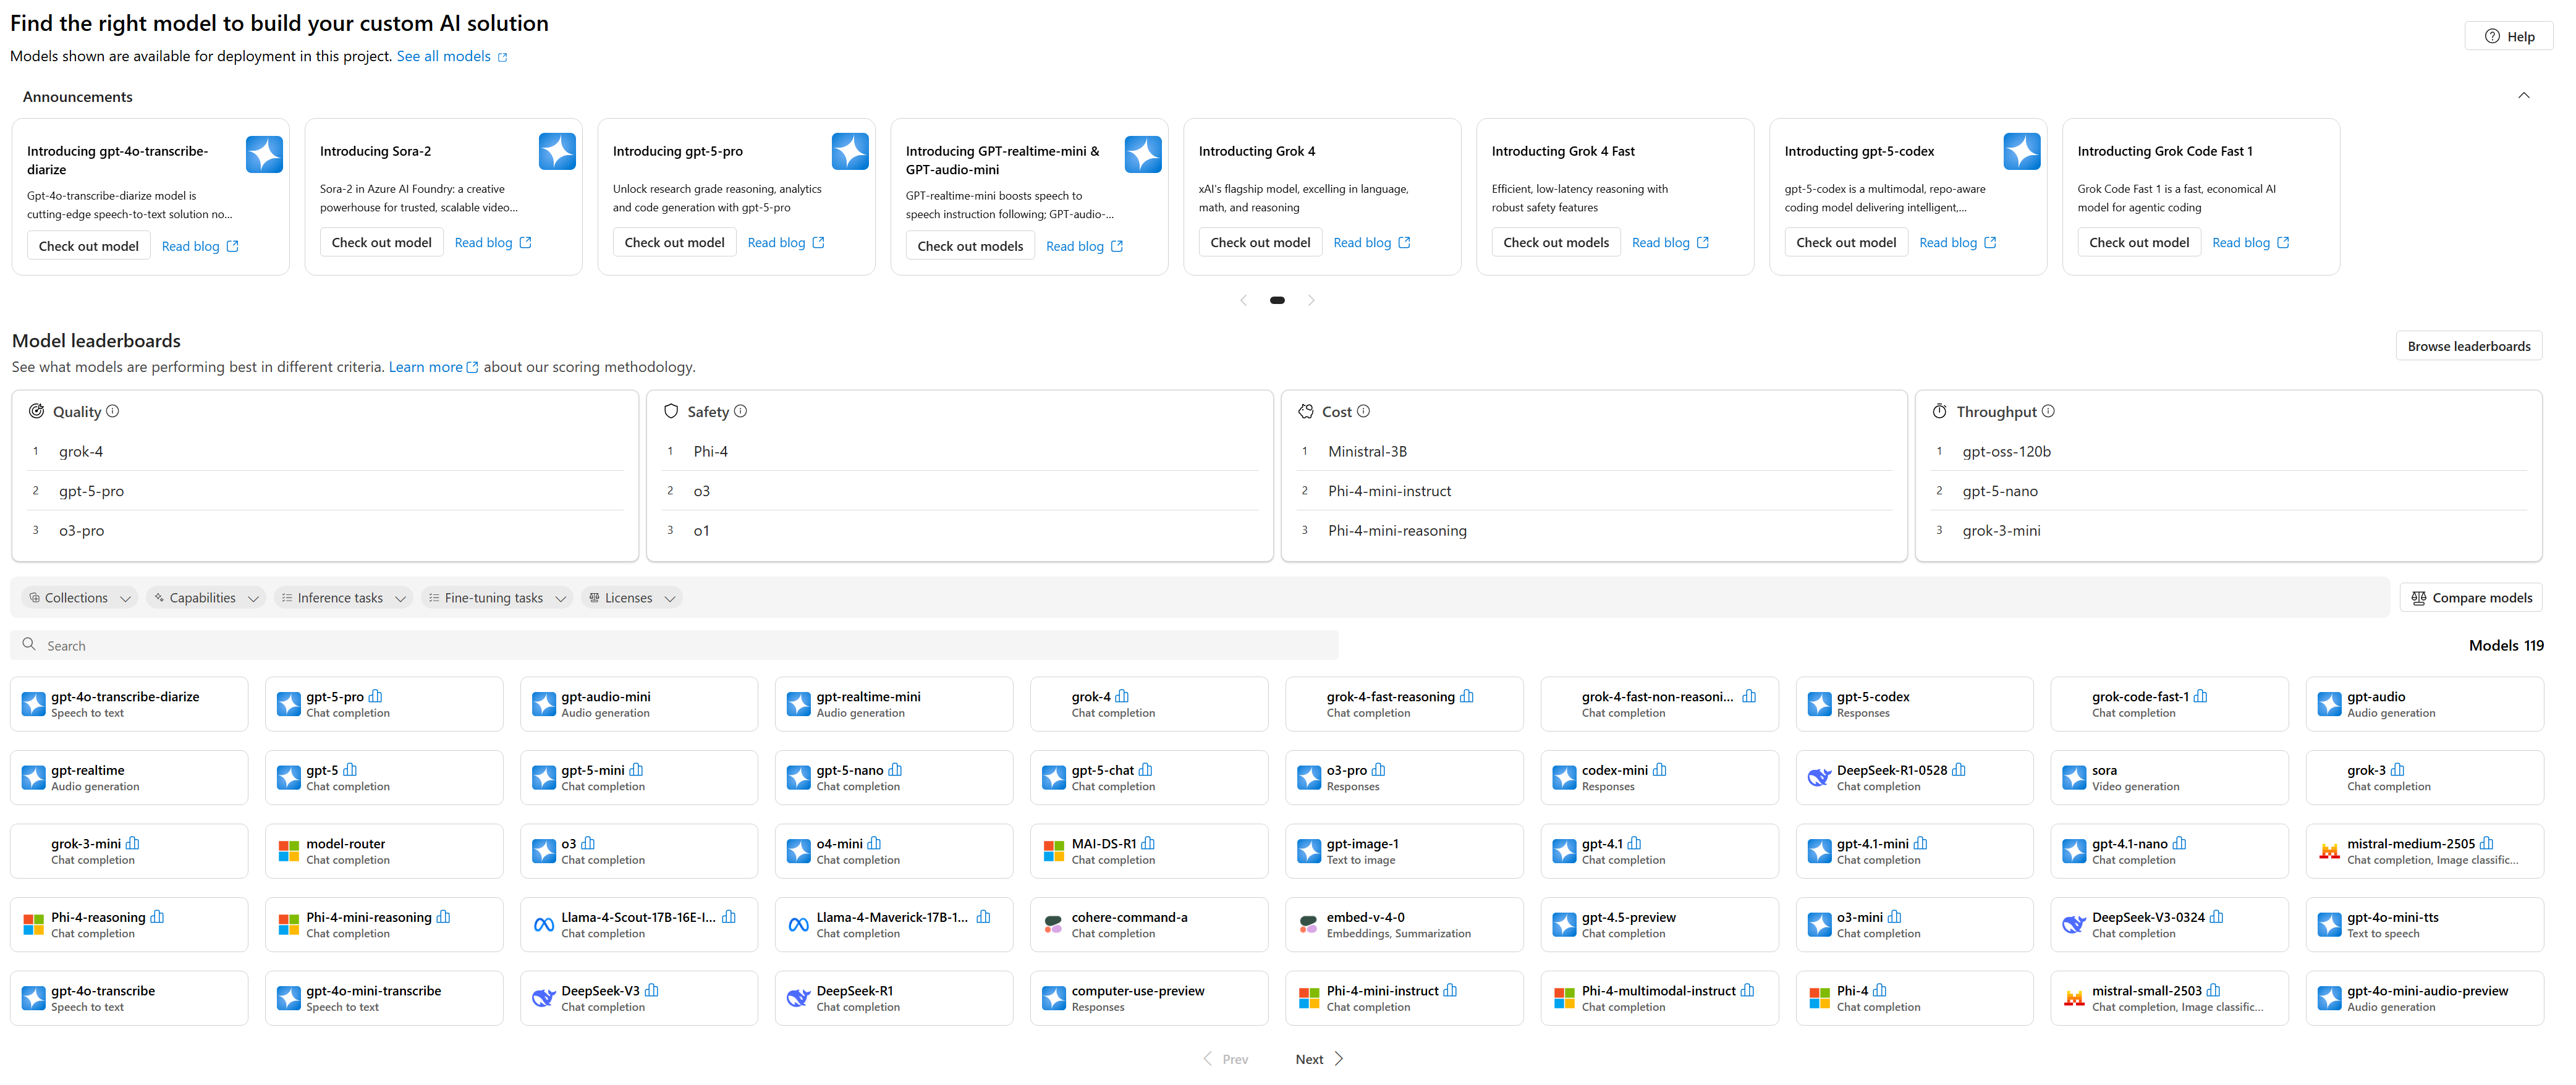 Find the right model to build your custom AI solution
Help
Models shown are available for deployment in this project. See all models
Announcements
Introducing gpt-4o-transcribe-
diarize
Gpt-4o-transcribe-diarize model is
cutting-edge speech-to-text solution no...
Check out model Read blog
Introducing Sora-2
Sora-2 in Azure AI Foundry: a creative
powerhouse for trusted, scalable video...
Check out model Read blog
Introducing gpt-5-pro
Unlock research grade reasoning, analytics
and code generation with gpt-5-pro
Check out model Read blog
Introducing GPT-realtime-mini &
GPT-audio-mini
GPT-realtime-mini boosts speech to
speech instruction following; GPT-audio-...
Check out models Read blog
Introducting Grok 4
xAI's flagship model, excelling in language,
math, and reasoning
Check out model Read blog
Introducting Grok 4 Fast
Efficient, low-latency reasoning with
robust safety features
Check out models Read blog
Introducting gpt-5-codex
gpt-5-codex is a multimodal, repo-aware
coding model delivering intelligent,...
Check out model Read blog
Introducting Grok Code Fast 1
Grok Code Fast 1 is a fast, economical AI
model for agentic coding
Check out model Read blog
Model leaderboards
Browse leaderboards
See what models are performing best in different criteria. Learn more about our scoring methodology.
Quality
1 grok-4
2 gpt-5-pro
3 o3-pro
Safety
1 Phi-4
2 o3
3 o1
Cost
1 Ministral-3B
2 Phi-4-mini-instruct
3 Phi-4-mini-reasoning
Throughput
1 gpt-oss-120b
2 gpt-5-nano
3 grok-3-mini
Collections Capabilities Inference tasks Fine-tuning tasks Licenses
Compare models
Search
Models 119
gpt-4o-transcribe-diarize
Speech to text
gpt-5-pro
Chat completion
gpt-audio-mini
Audio generation
gpt-realtime-mini
Audio generation
grok-4
Chat completion
grok-4-fast-reasoning
Chat completion
grok-4-fast-non-reasoni...
Chat completion
gpt-5-codex
Responses
grok-code-fast-1
Chat completion
gpt-audio
Audio generation
gpt-realtime
Audio generation
gpt-5
Chat completion
gpt-5-mini
Chat completion
gpt-5-nano
Chat completion
gpt-5-chat
Chat completion
o3-pro
Responses
codex-mini
Responses
DeepSeek-R1-0528
Chat completion
sora
Video generation
grok-3
Chat completion
grok-3-mini
Chat completion
model-router
Chat completion
o3
Chat completion
o4-mini
Chat completion
MAI-DS-R1
Chat completion
gpt-image-1
Text to image
gpt-4.1
Chat completion
gpt-4.1-mini
Chat completion
gpt-4.1-nano
Chat completion
mistral-medium-2505
Chat completion, Image classific...
Phi-4-reasoning
Chat completion
Phi-4-mini-reasoning
Chat completion
Llama-4-Scout-17B-16E-I...
Chat completion
Llama-4-Maverick-17B-1...
Chat completion
cohere-command-a
Chat completion
embed-v-4-0
Embeddings, Summarization
gpt-4.5-preview
Chat completion
o3-mini
Chat completion
DeepSeek-V3-0324
Chat completion
gpt-4o-mini-tts
Text to speech
gpt-4o-transcribe
Speech to text
gpt-4o-mini-transcribe
Speech to text
DeepSeek-V3
Chat completion
DeepSeek-R1
Chat completion
computer-use-preview
Responses
Phi-4-mini-instruct
Chat completion
Phi-4-multimodal-instruct
Chat completion
Phi-4
Chat completion
mistral-small-2503
Chat completion, Image classific...
gpt-4o-mini-audio-preview
Audio generation
Prev Next